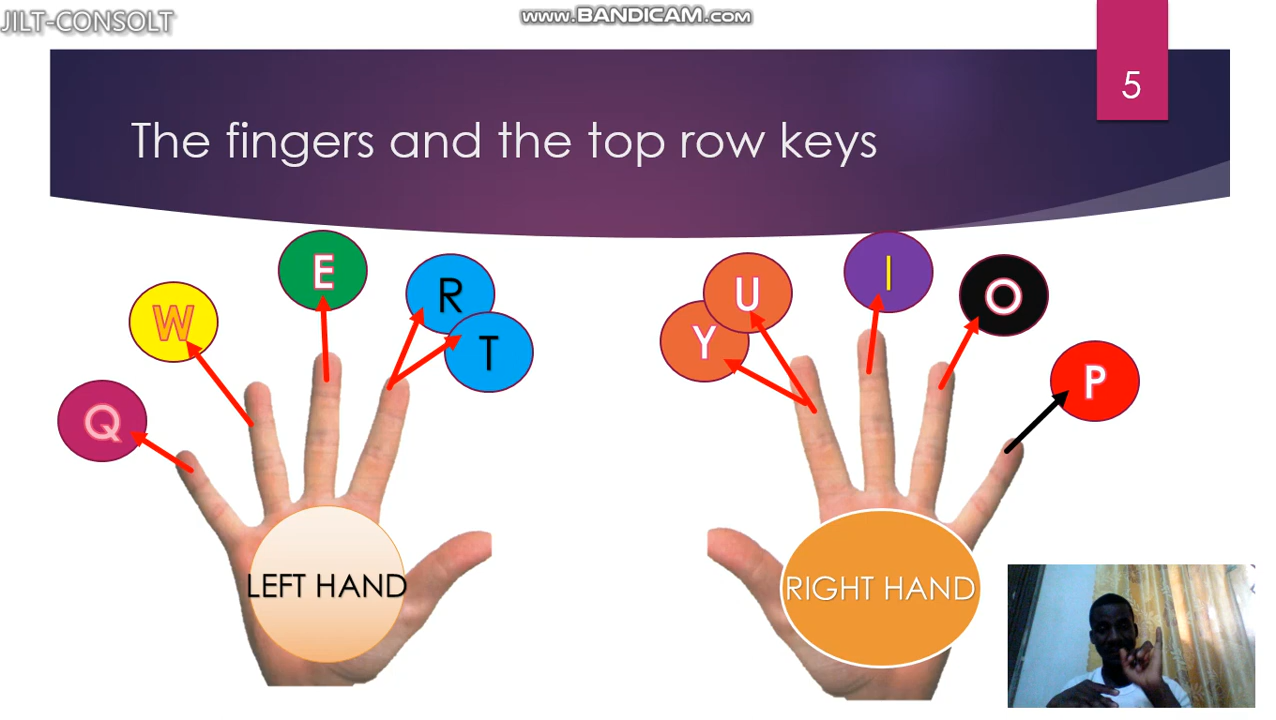 JILT-CONSOLT
www.BANDICAM.com
5
The fingers and the top row keys
Q
W
E
R
T
Y
U
I
O
P
LEFT HAND
RIGHT HAND